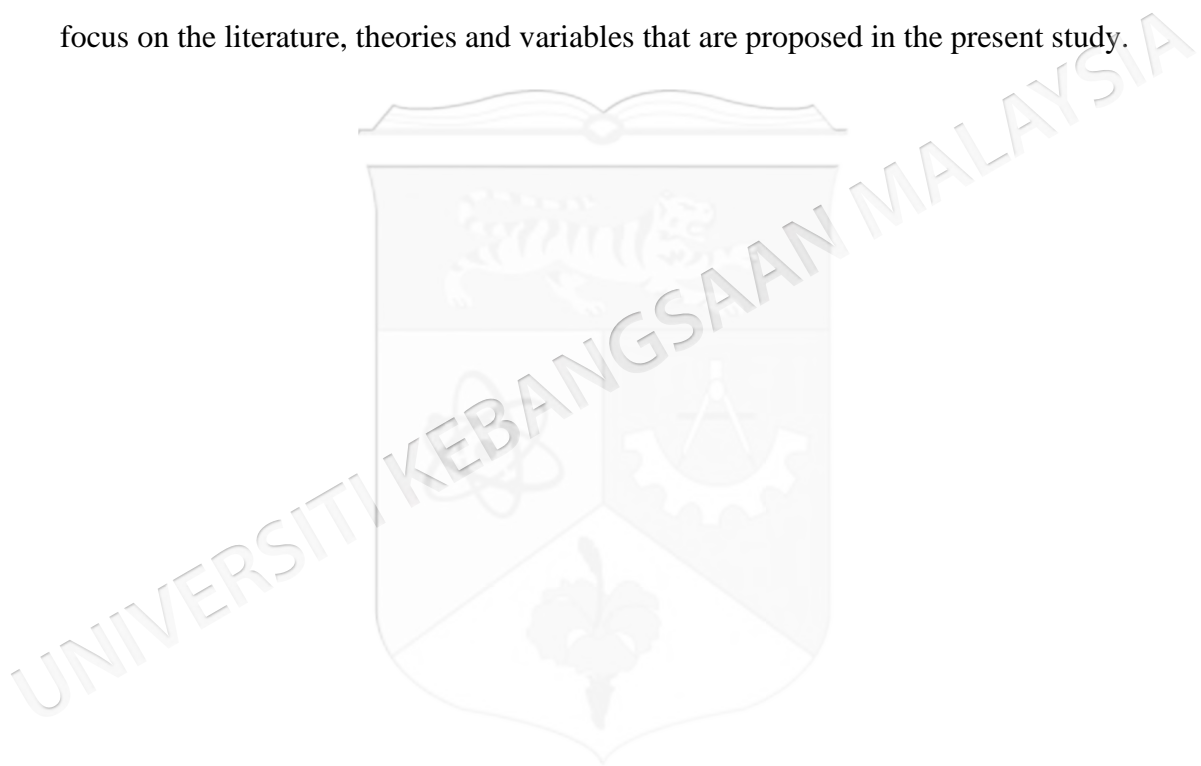 focus on the literature, theories and variables that are proposed in the present study.
UNIVERSITI KEBANGSAAN MALAYSIA